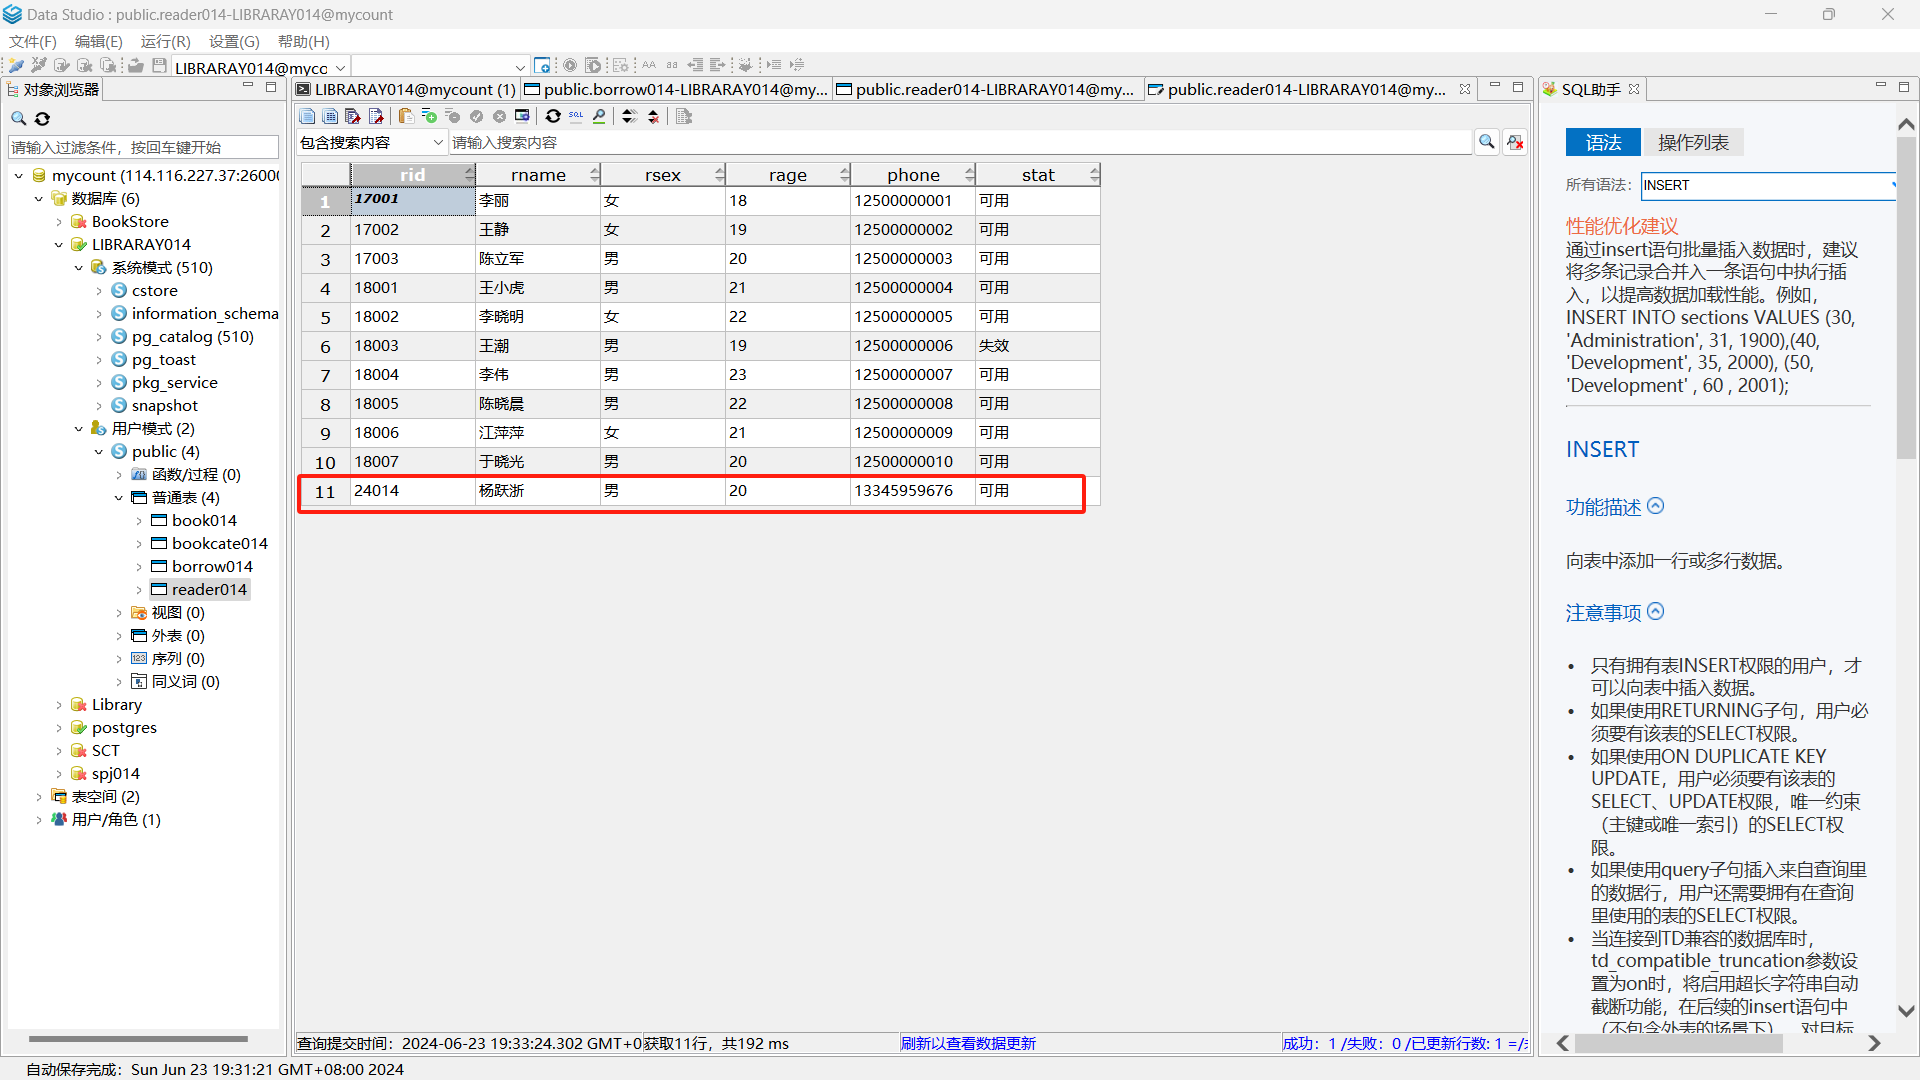 Data Studio : public.reader014-LIBRARAY014@mycount
文件(F) 编辑(E) 运行(R) 设置(G) 帮助(H)
LIBRARAY014@myco
对象浏览器
请输入过滤条件，按回车键开始
mycount (114.116.227.37:2600
数据库 (6)
BookStore
LIBRARAY014
系统模式 (510)
cstore
information_schema
pg_catalog (510)
pg_toast
pkg_service
snapshot
用户模式 (2)
public (4)
函数/过程 (0)
普通表 (4)
book014
bookcate014
borrow014
reader014
视图 (0)
外表 (0)
序列 (0)
同义词 (0)
Library
postgres
SCT
spj014
表空间 (2)
用户/角色 (1)
LIBRARAY014@mycount (1) public.borrow014-LIBRARAY014@my... public.reader014-LIBRARAY014@my... public.reader014-LIBRARAY014@my...
包含搜索内容 请输入搜索内容
rid rname rsex rage phone stat
1 17001 李丽 女 18 12500000001 可用
2 17002 王静 女 19 12500000002 可用
3 17003 陈立军 男 20 12500000003 可用
4 18001 王小虎 男 21 12500000004 可用
5 18002 李晓明 女 22 12500000005 可用
6 18003 王潮 男 19 12500000006 失效
7 18004 李伟 男 23 12500000007 可用
8 18005 陈晓晨 男 22 12500000008 可用
9 18006 江萍萍 女 21 12500000009 可用
10 18007 于晓光 男 20 12500000010 可用
11 24014 杨跃浙 男 20 13345959676 可用
查询提交时间：2024-06-23 19:33:24.302 GMT+0 获取11行，共192 ms 刷新以查看数据更新 成功：1 /失败：0 /已更新行数: 1 =/
SQL助手
语法 操作列表
所有语法: INSERT
性能优化建议
通过insert语句批量插入数据时，建议
将多条记录合并入一条语句中执行插
入，以提高数据加载性能。例如，
INSERT INTO sections VALUES (30,
'Administration', 31, 1900),(40,
'Development', 35, 2000), (50,
'Development' , 60 , 2001);
INSERT
功能描述
向表中添加一行或多行数据。
注意事项
• 只有拥有表INSERT权限的用户，才
可以向表中插入数据。
• 如果使用RETURNING子句，用户必
须要有该表的SELECT权限。
• 如果使用ON DUPLICATE KEY
UPDATE，用户必须要有该表的
SELECT、UPDATE权限，唯一约束
（主键或唯一索引）的SELECT权
限。
• 如果使用query子句插入来自查询里
的数据行，用户还需要拥有在查询
里使用的表的SELECT权限。
• 当连接到TD兼容的数据库时，
td_compatible_truncation参数设
置为on时，将启用超长字符串自动
截断功能，在后续的insert语句中
（不包含外表的场景下），对目标
自动保存完成：Sun Jun 23 19:31:21 GMT+08:00 2024